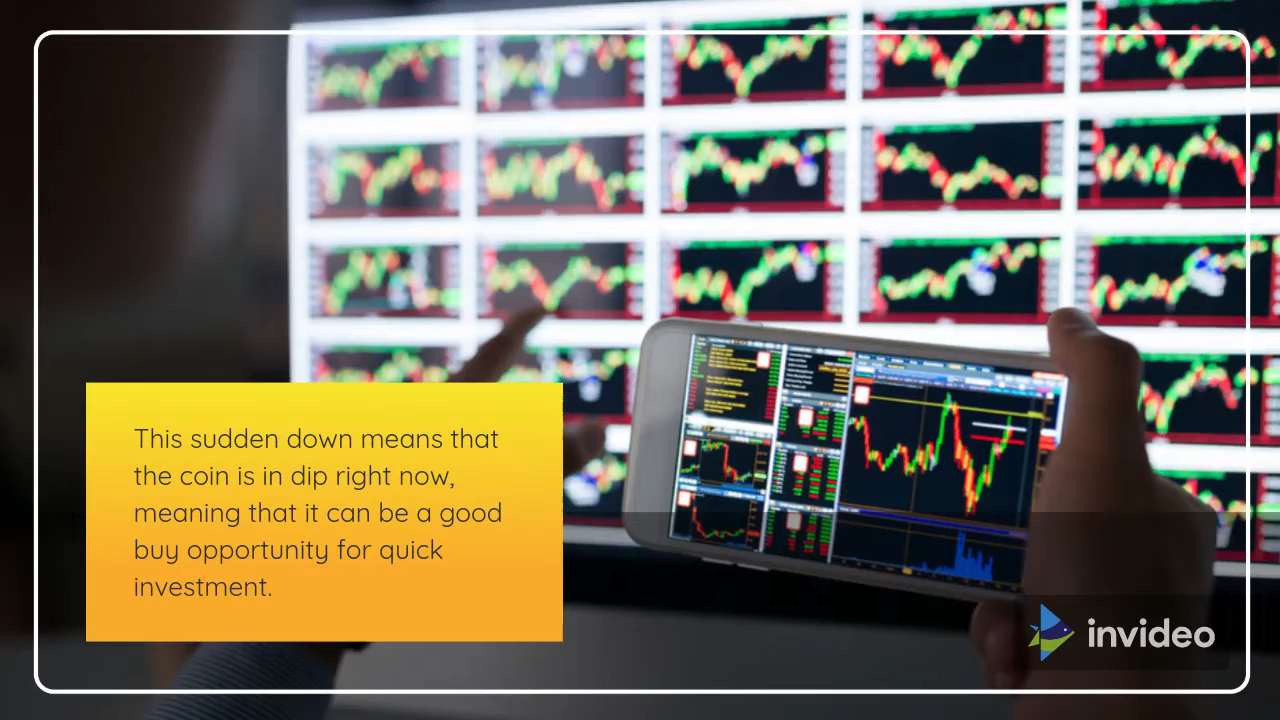 This sudden down means that
the coin is in dip right now,
meaning that it can be a good
buy opportunity for quick
investment.
invideo